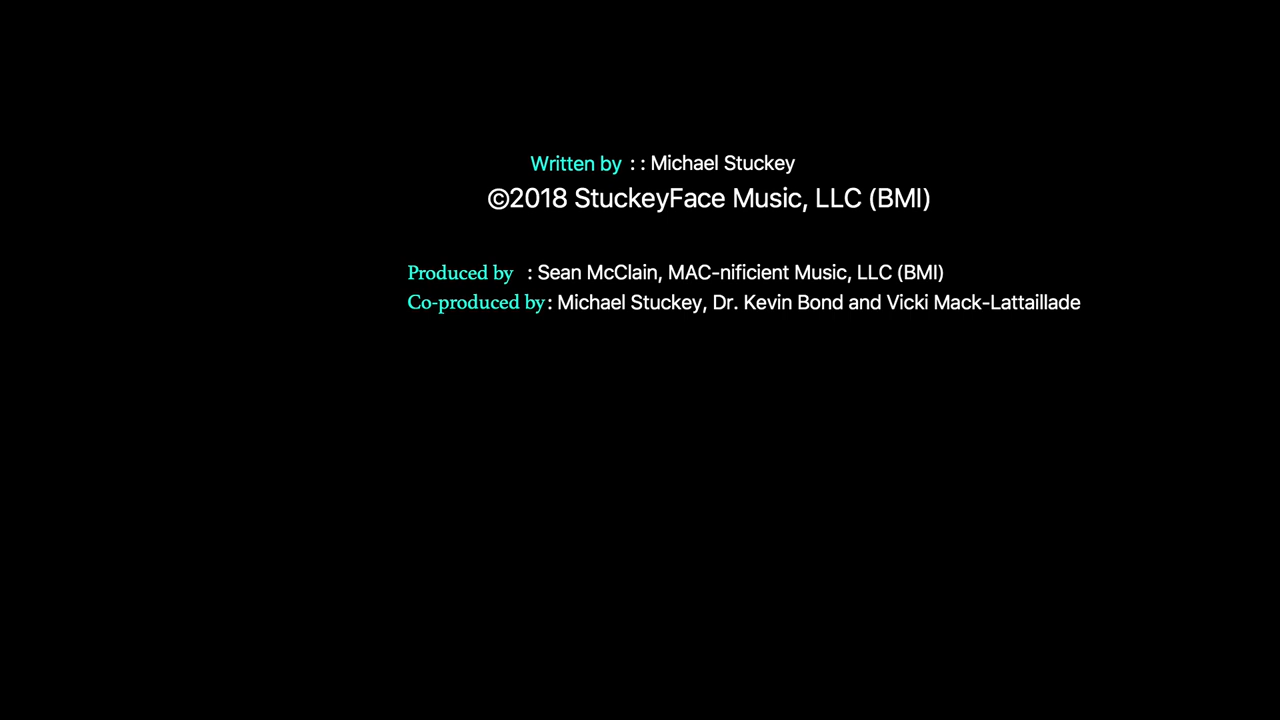 Written by : : Michael Stuckey
©2018 StuckeyFace Music, LLC (BMI)
Produced by : Sean McClain, MAC-nificient Music, LLC (BMI)
Co-produced by: Michael Stuckey, Dr. Kevin Bond and Vicki Mack-Lattaillade